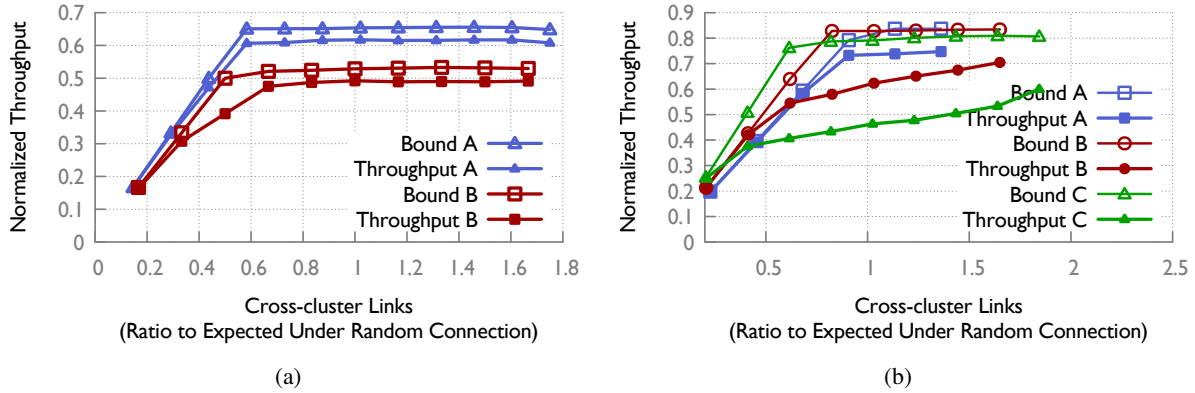 Normalized Throughput
0.7
0.6
0.5
0.4
0.3
0.2
0.1
0
0 0.2 0.4 0.6 0.8 1 1.2 1.4 1.6 1.8
Bound A
Throughput A
Bound B
Throughput B
Cross-cluster Links
(Ratio to Expected Under Random Connection)
(a)
Normalized Throughput
0.9
0.8
0.7
0.6
0.5
0.4
0.3
0.2
0.1
0
0.5 1 1.5 2 2.5
Bound A
Throughput A
Bound B
Throughput B
Bound C
Throughput C
Cross-cluster Links
(Ratio to Expected Under Random Connection)
(b)